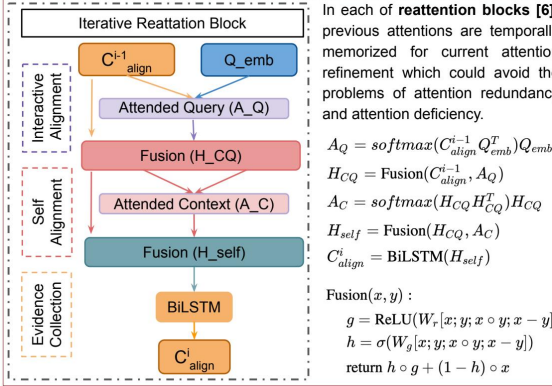 Iterative Reattation Block
C^{i-1}_{align}
Q_emb
Interactive
Alignment
Attended Query (A_Q)
Fusion (H_CQ)
Self
Alignment
Attended Context (A_C)
Fusion (H_self)
Evidence
Collection
BiLSTM
C^{i}_{align}
In each of reattention blocks [6]
previous attentions are temporall
memorized for current attentio
refinement which could avoid the
problems of attention redundanc
and attention deficiency.
A_Q = softmax(C^{i-1}_{align}Q^T_{emb})Q_{emb}
H_{CQ} = Fusion(C^{i-1}_{align}, A_Q)
A_C = softmax(H_{CQ}H^T_{CQ})H_{CQ}
H_{self} = Fusion(H_{CQ}, A_C)
C^i_{align} = BiLSTM(H_{self})
Fusion(x, y) :
g = ReLU(W_r[x; y; x ∘ y; x − y]
h = σ(W_g[x; y; x ∘ y; x − y])
return h ∘ g + (1 − h) ∘ x